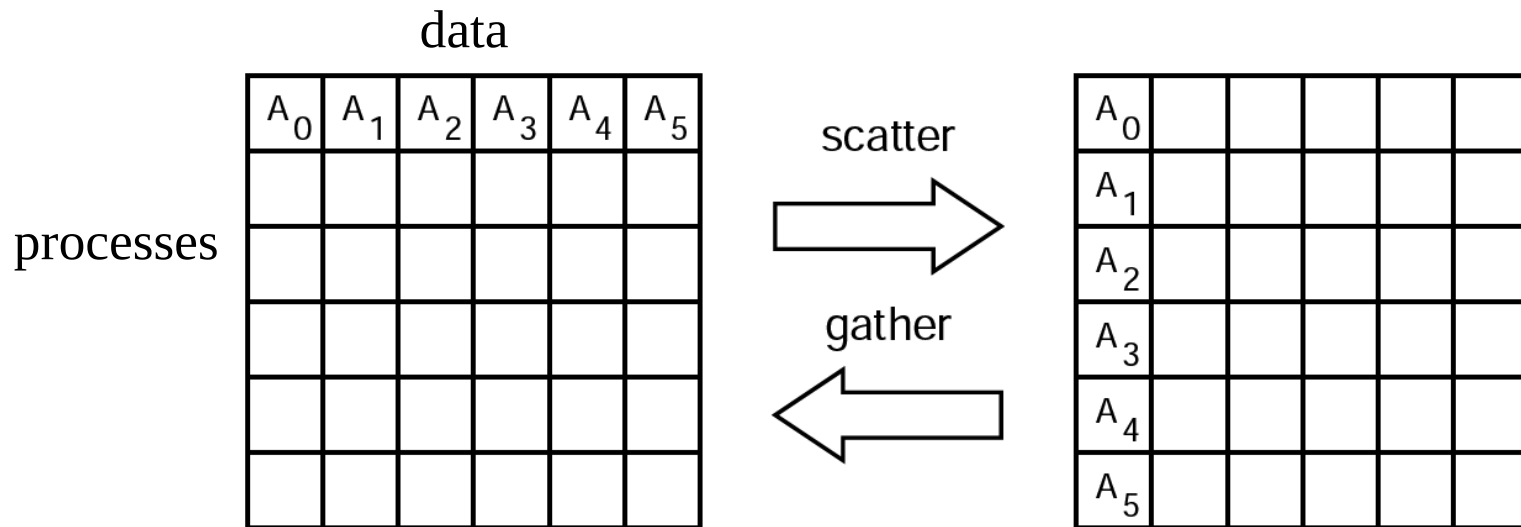 data
A0 A1 A2 A3 A4 A5
scatter
processes
gather
A0
A1
A2
A3
A4
A5